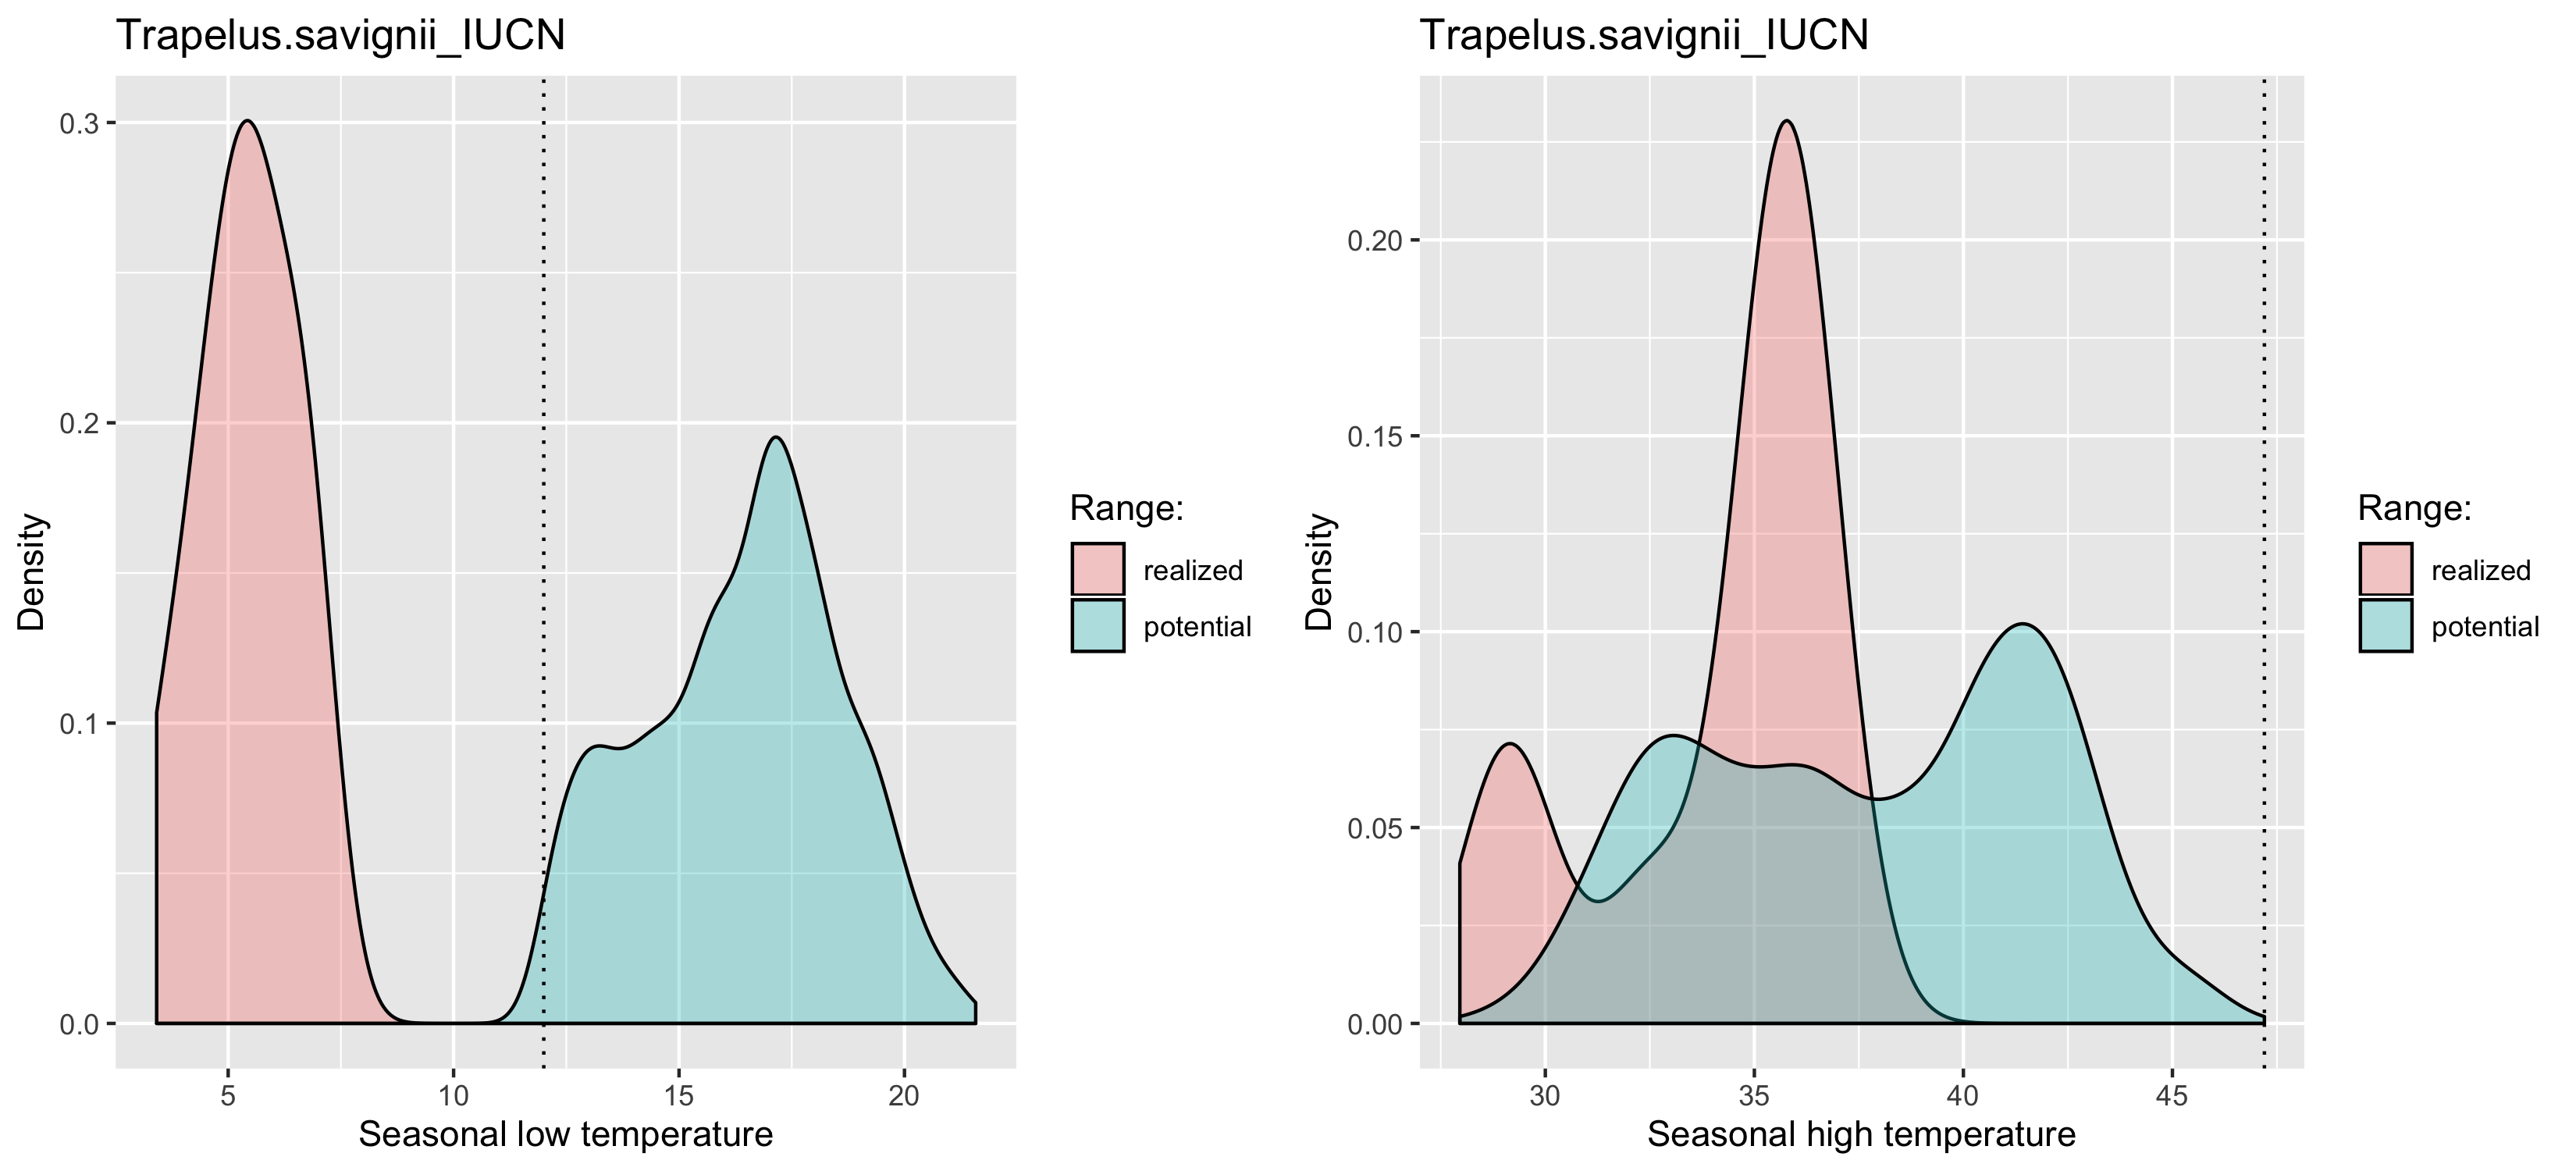 Trapelus.savignii_IUCN
0.3
0.2
0.1
0.0
Density
5 10 15 20
Seasonal low temperature
Range:
realized
potential
Trapelus.savignii_IUCN
0.20
0.15
0.10
0.05
0.00
Density
30 35 40 45
Seasonal high temperature
Range:
realized
potential